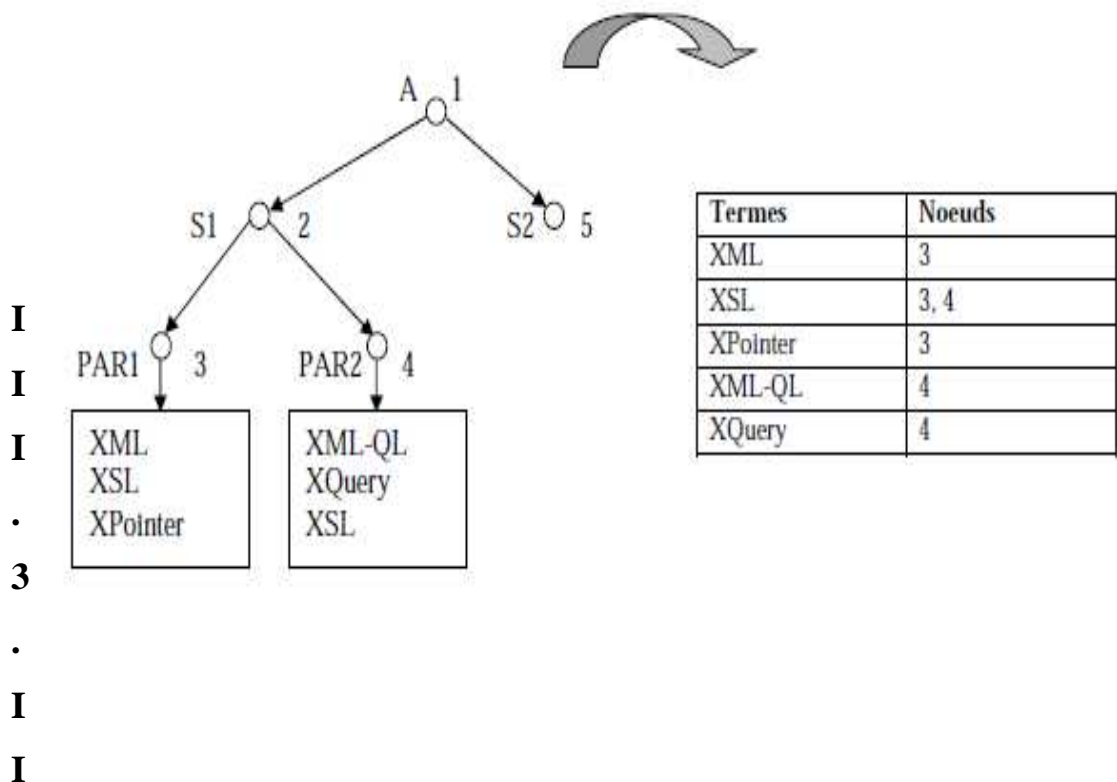 A 1
S1 2 S2 5
PAR1 3 PAR2 4
XML
XSL
XPointer
XML-QL
XQuery
XSL
Termes Noeuds
XML 3
XSL 3, 4
XPointer 3
XML-QL 4
XQuery 4
I
I
I
.
3
.
I
I